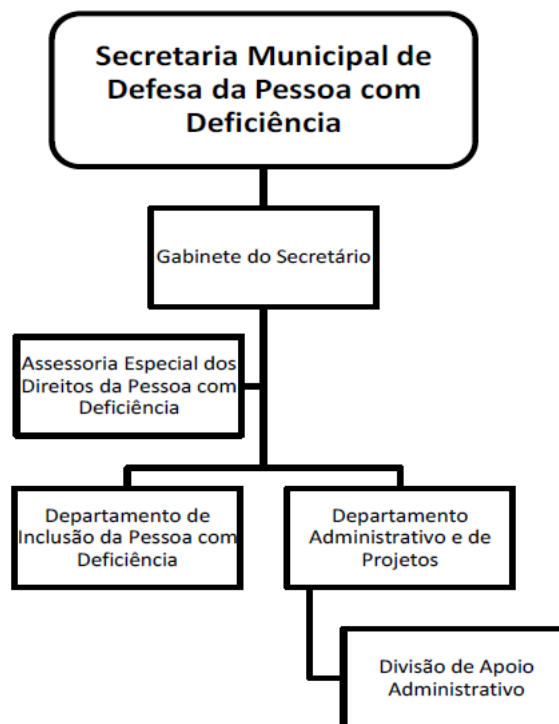 Secretaria Municipal de
Defesa da Pessoa com
Deficiência
Gabinete do Secretário
Assessoria Especial dos
Direitos da Pessoa com
Deficiência
Departamento de
Inclusão da Pessoa com
Deficiência
Departamento
Administrativo e de
Projetos
Divisão de Apoio
Administrativo